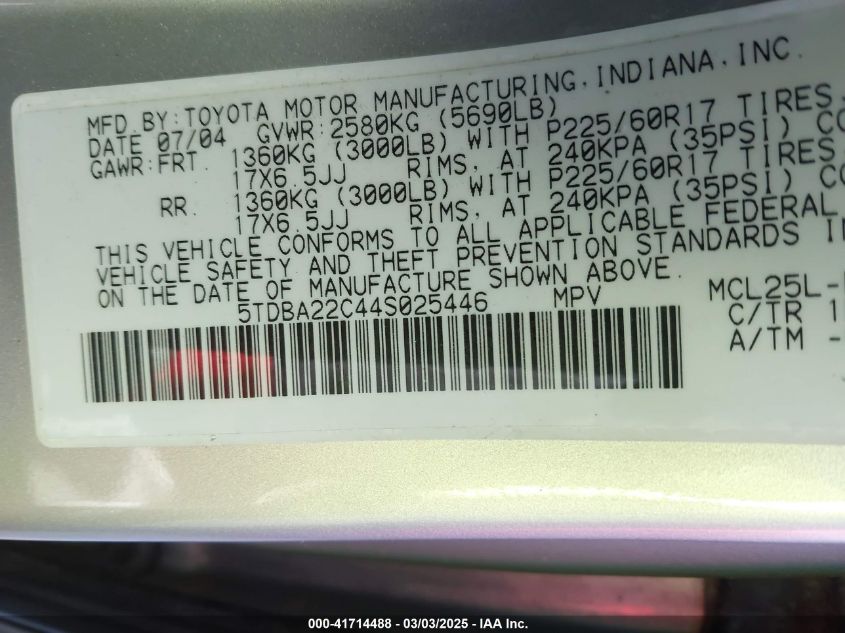 MFD BY:TOYOTA MOTOR MANUFACTURING,INDIANA,INC.
DATE 07/04 GVWR:2580KG (5690LB)
GAWR:FRT. 1360KG (3000LB) WITH P225/60R17 TIRES,
17X6.5JJ RIMS, AT 240KPA (35PSI) CO
RR. 1360KG (3000LB) WITH P225/60R17 TIRES
17X6.5JJ RIMS, AT 240KPA (35PSI) CO
THIS VEHICLE CONFORMS TO ALL APPLICABLE FEDERAL
VEHICLE SAFETY AND THEFT PREVENTION STANDARDS I
ON THE DATE OF MANUFACTURE SHOWN ABOVE.
5TDBA22C44S025446 MPV MCL25L-
C/TR 1
A/TM -
000-41714488 - 03/03/2025 - IAA Inc.